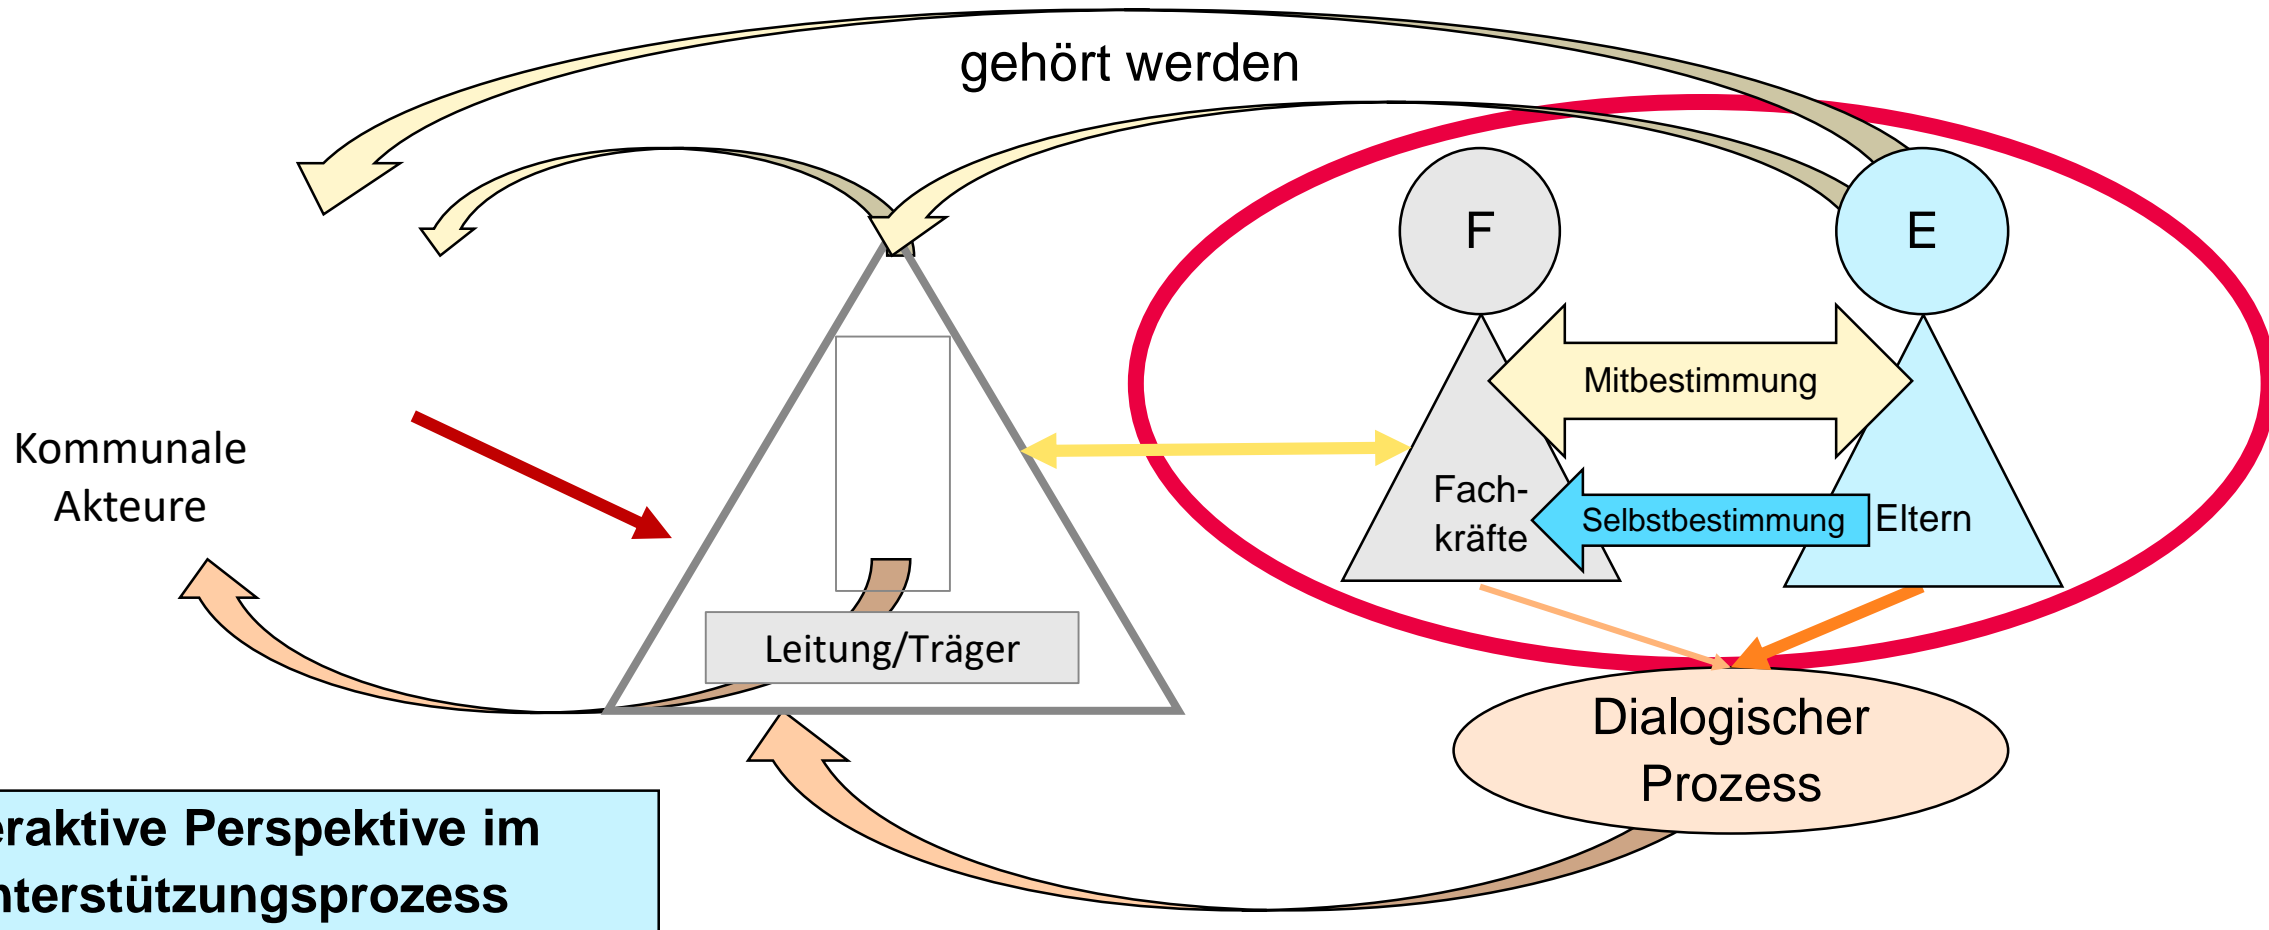 gehört werden
F
E
Mitbestimmung
Kommunale
Akteure
Fach-
kräfte
Selbstbestimmung
Eltern
Leitung/Träger
Dialogischer
Prozess
eraktive Perspektive im
nterstützungsprozess